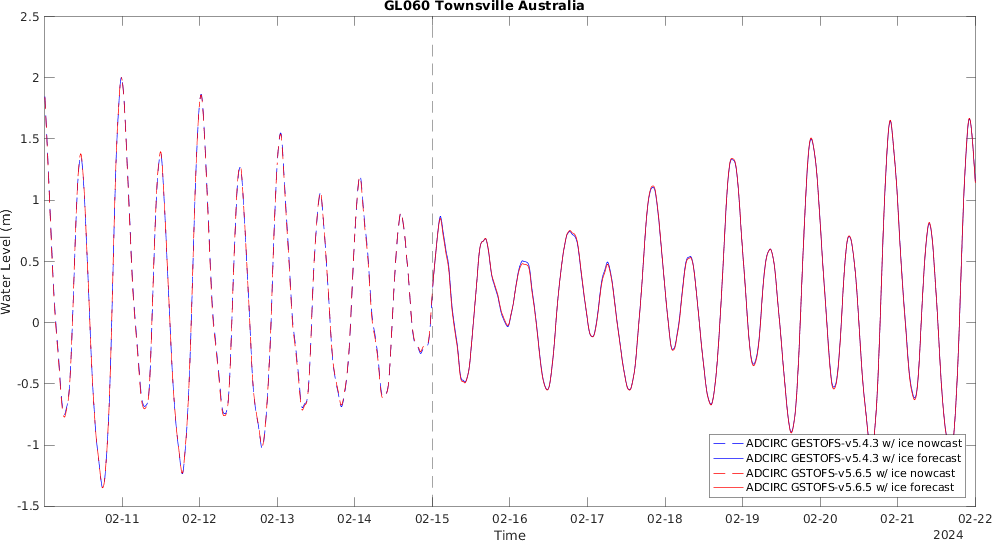 GL060 Townsville Australia
2.5
2
1.5
1
0.5
0
-0.5
-1
-1.5
Water Level (m)
ADCIRC GESTOFS-v5.4.3 w/ ice nowcast
ADCIRC GESTOFS-v5.4.3 w/ ice forecast
ADCIRC GSTOFS-v5.6.5 w/ ice nowcast
ADCIRC GSTOFS-v5.6.5 w/ ice forecast
02-11 02-12 02-13 02-14 02-15 02-16 02-17 02-18 02-19 02-20 02-21 02-22
Time
2024